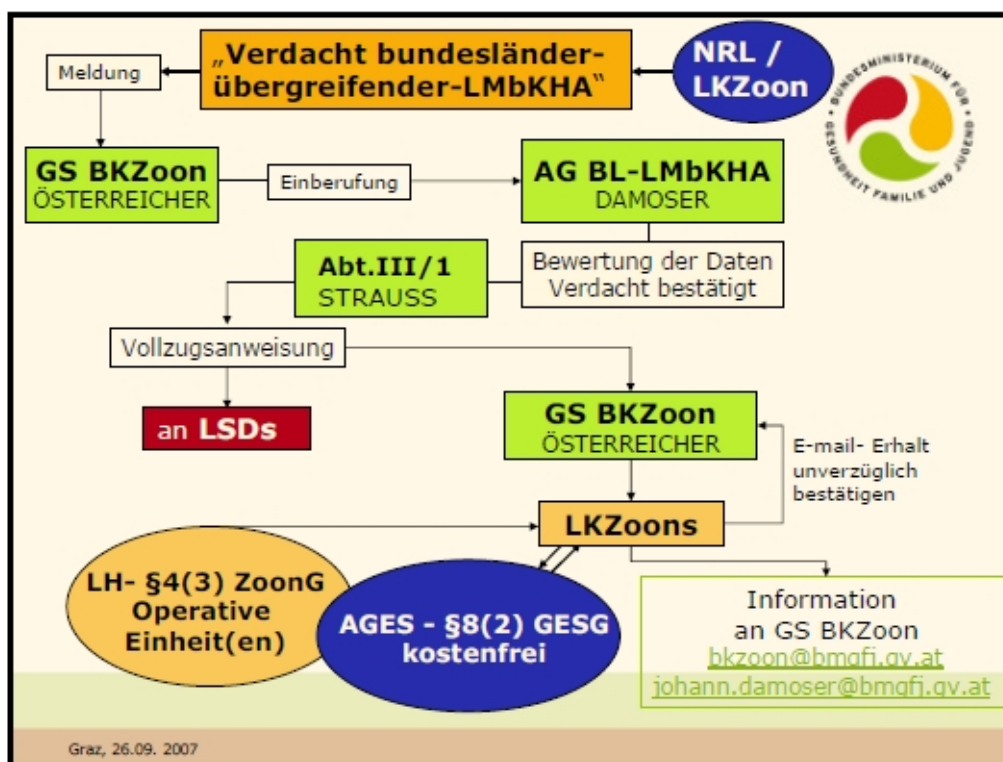 Meldung
„Verdacht bundesländer-
übergreifender-LMbKHA“
NRL /
LKZoon
BUNDESMINISTERIUM FÜR
GESUNDHEIT FAMILIE UND JUGEND
GS BKZoon
ÖSTERREICHER
Einberufung
AG BL-LMbKHA
DAMOSER
Abt.III/1
STRAUSS
Bewertung der Daten
Verdacht bestätigt
Vollzugsanweisung
an LSDs
GS BKZoon
ÖSTERREICHER
E-mail- Erhalt
unverzüglich
bestätigen
LKZoons
LH- §4(3) ZoonG
Operative
Einheit(en)
AGES - §8(2) GESG
kostenfrei
Information
an GS BKZoon
bkzoon@bmgfj.gv.at
johann.damoser@bmgfj.gv.at
Graz, 26.09. 2007